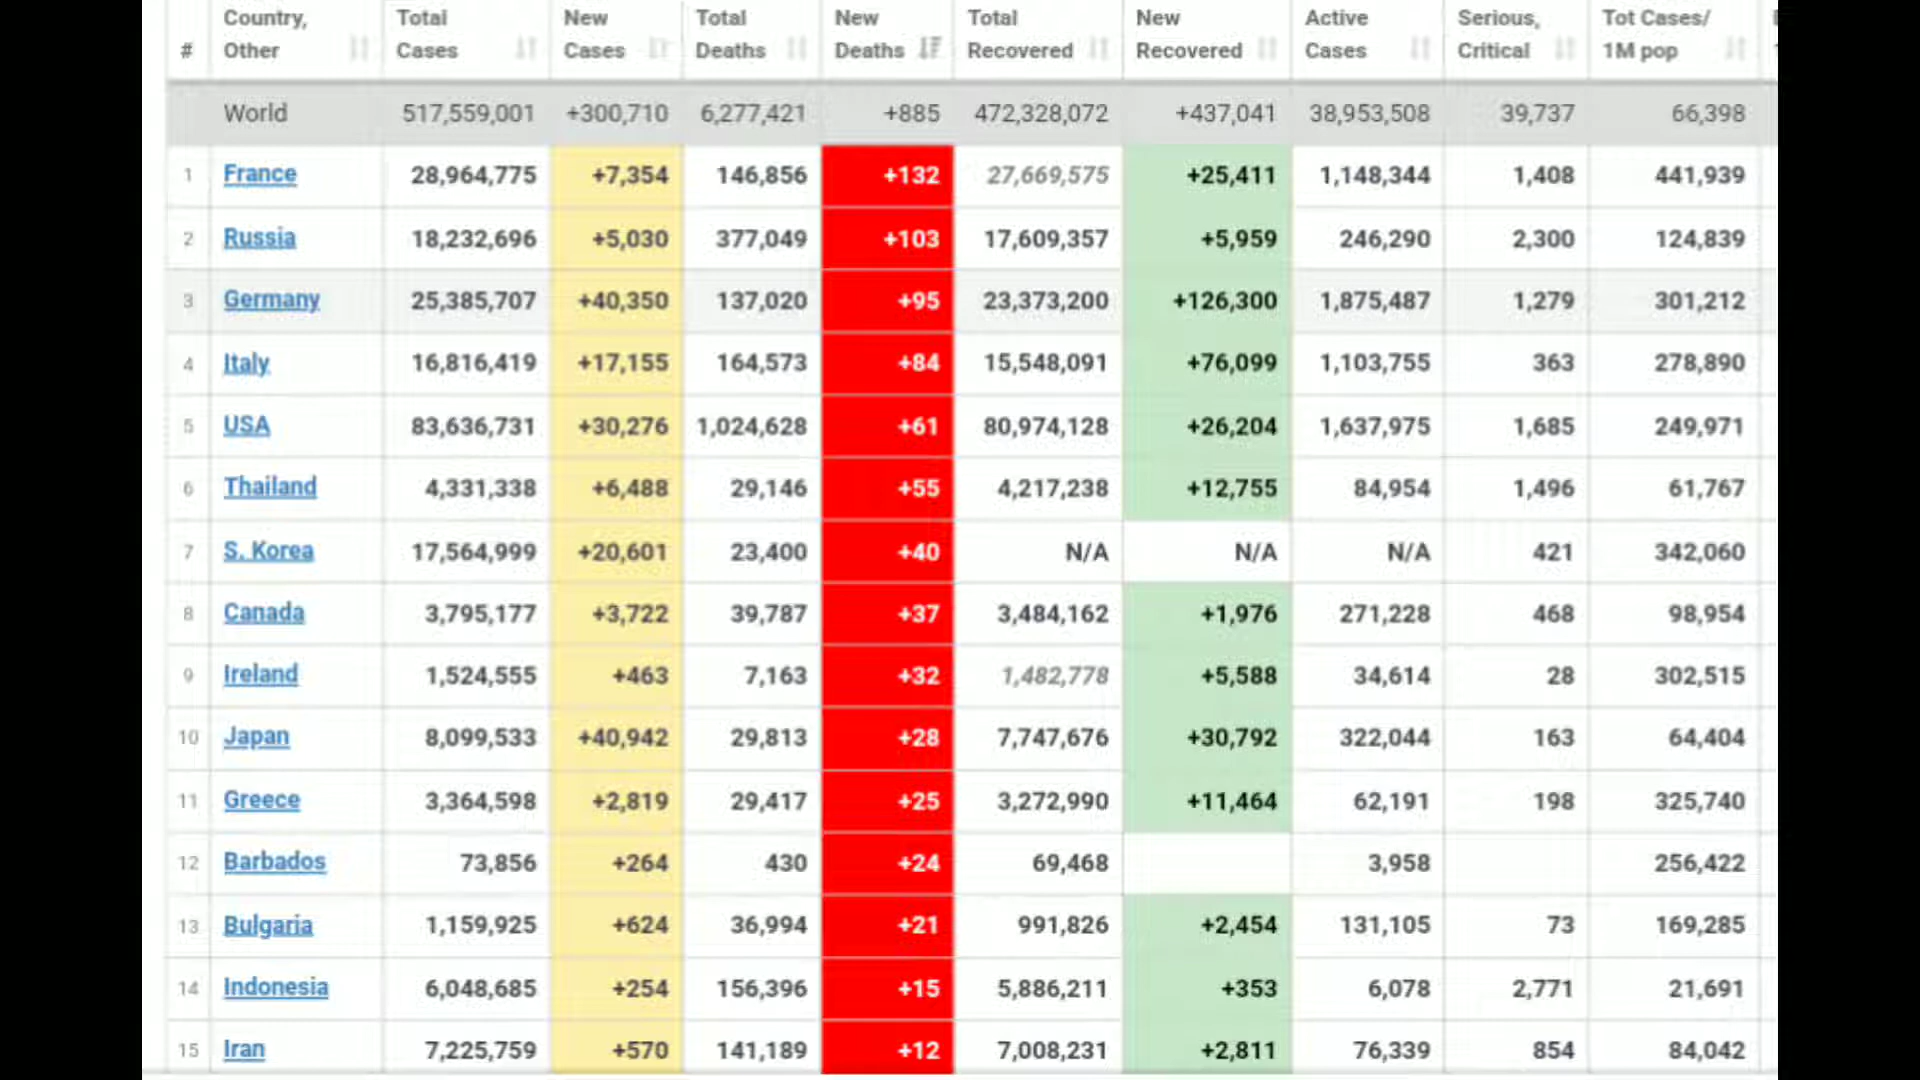 # Country, Other Total Cases New Cases Total Deaths New Deaths Total Recovered New Recovered Active Cases Serious, Critical Tot Cases/ 1M pop
World 517,559,001 +300,710 6,277,421 +885 472,328,072 +437,041 38,953,508 39,737 66,398
1 France 28,964,775 +7,354 146,856 +132 27,669,575 +25,411 1,148,344 1,408 441,939
2 Russia 18,232,696 +5,030 377,049 +103 17,609,357 +5,959 246,290 2,300 124,839
3 Germany 25,385,707 +40,350 137,020 +95 23,373,200 +126,300 1,875,487 1,279 301,212
4 Italy 16,816,419 +17,155 164,573 +84 15,548,091 +76,099 1,103,755 363 278,890
5 USA 83,636,731 +30,276 1,024,628 +61 80,974,128 +26,204 1,637,975 1,685 249,971
6 Thailand 4,331,338 +6,488 29,146 +55 4,217,238 +12,755 84,954 1,496 61,767
7 S. Korea 17,564,999 +20,601 23,400 +40 N/A N/A N/A 421 342,060
8 Canada 3,795,177 +3,722 39,787 +37 3,484,162 +1,976 271,228 468 98,954
9 Ireland 1,524,555 +463 7,163 +32 1,482,778 +5,588 34,614 28 302,515
10 Japan 8,099,533 +40,942 29,813 +28 7,747,676 +30,792 322,044 163 64,404
11 Greece 3,364,598 +2,819 29,417 +25 3,272,990 +11,464 62,191 198 325,740
12 Barbados 73,856 +264 430 +24 69,468 3,958 256,422
13 Bulgaria 1,159,925 +624 36,994 +21 991,826 +2,454 131,105 73 169,285
14 Indonesia 6,048,685 +254 156,396 +15 5,886,211 +353 6,078 2,771 21,691
15 Iran 7,225,759 +570 141,189 +12 7,008,231 +2,811 76,339 854 84,042